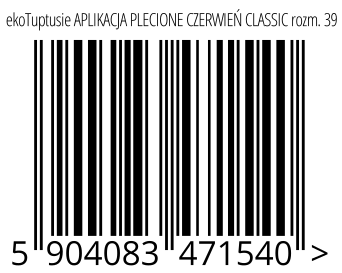 ekoTuptusie APLIKACJA PLECIONE CZERWIEŃ CLASSIC rozm. 39
5 904083 471540 >